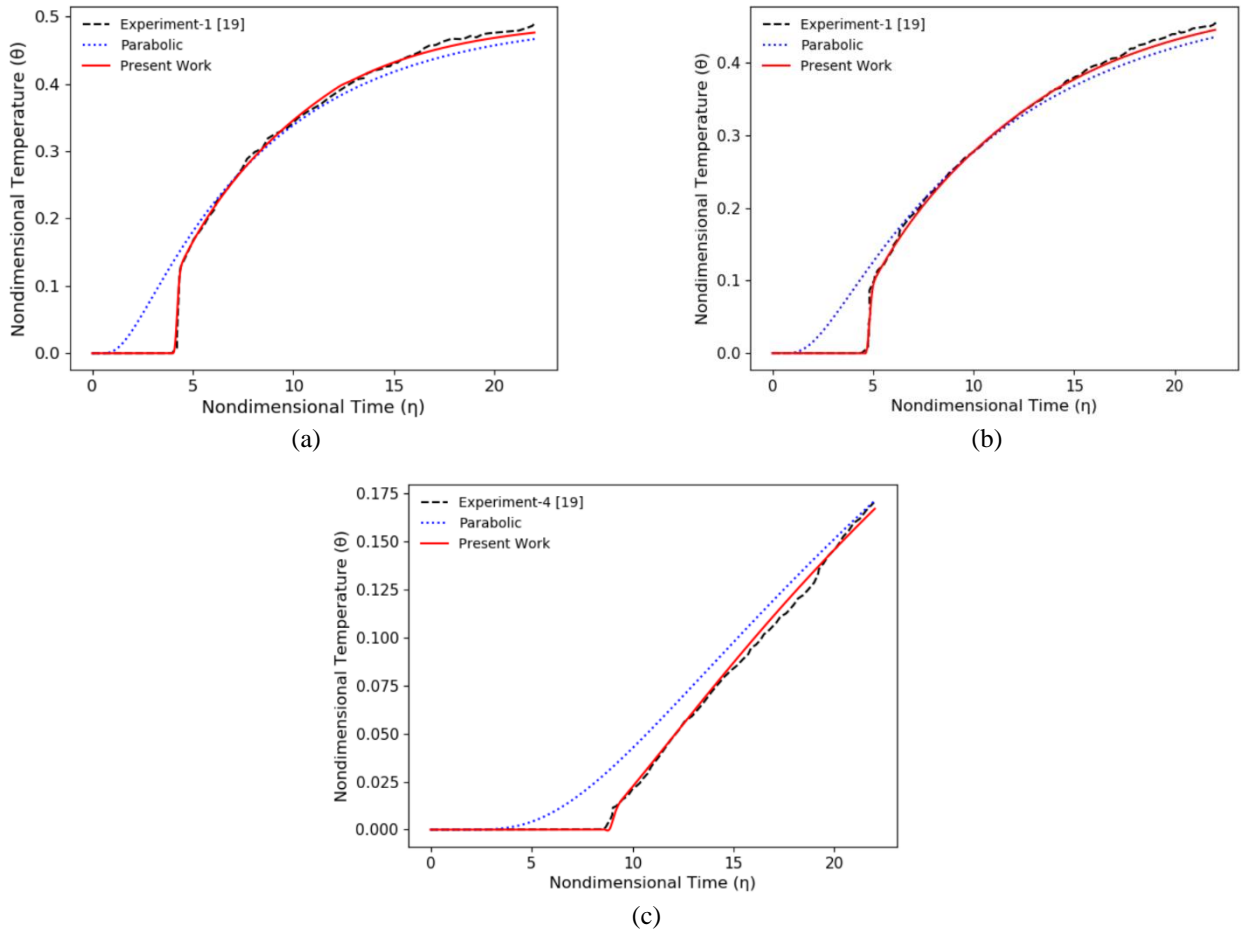 Experiment-1 [19]
Parabolic
Present Work
Nondimensional Temperature (θ)
0.5
0.4
0.3
0.2
0.1
0.0
0 5 10 15 20
Nondimensional Time (η)
(a)
Experiment-1 [19]
Parabolic
Present Work
Nondimensional Temperature (θ)
0.4
0.3
0.2
0.1
0.0
0 5 10 15 20
Nondimensional Time (η)
(b)
Experiment-4 [19]
Parabolic
Present Work
Nondimensional Temperature (θ)
0.175
0.150
0.125
0.100
0.075
0.050
0.025
0.000
0 5 10 15 20
Nondimensional Time (η)
(c)